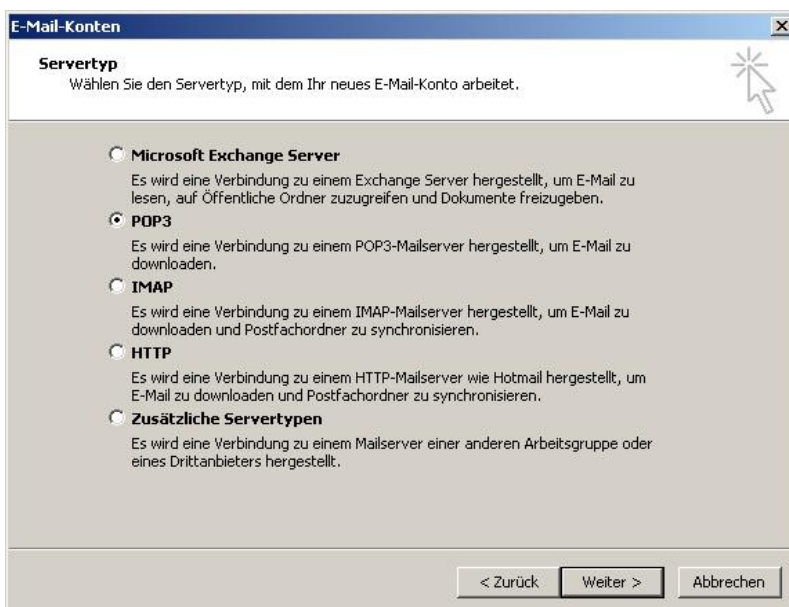 E-Mail-Konten
Servertyp
Wählen Sie den Servertyp, mit dem Ihr neues E-Mail-Konto arbeitet.
Microsoft Exchange Server
Es wird eine Verbindung zu einem Exchange Server hergestellt, um E-Mail zu
lesen, auf Öffentliche Ordner zuzugreifen und Dokumente freizugeben.
POP3
Es wird eine Verbindung zu einem POP3-Mailserver hergestellt, um E-Mail zu
downloaden.
IMAP
Es wird eine Verbindung zu einem IMAP-Mailserver hergestellt, um E-Mail zu
downloaden und Postfachordner zu synchronisieren.
HTTP
Es wird eine Verbindung zu einem HTTP-Mailserver wie Hotmail hergestellt, um
E-Mail zu downloaden und Postfachordner zu synchronisieren.
Zusätzliche Servertypen
Es wird eine Verbindung zu einem Mailserver einer anderen Arbeitsgruppe oder
eines Drittanbieters hergestellt.
< Zurück Weiter > Abbrechen